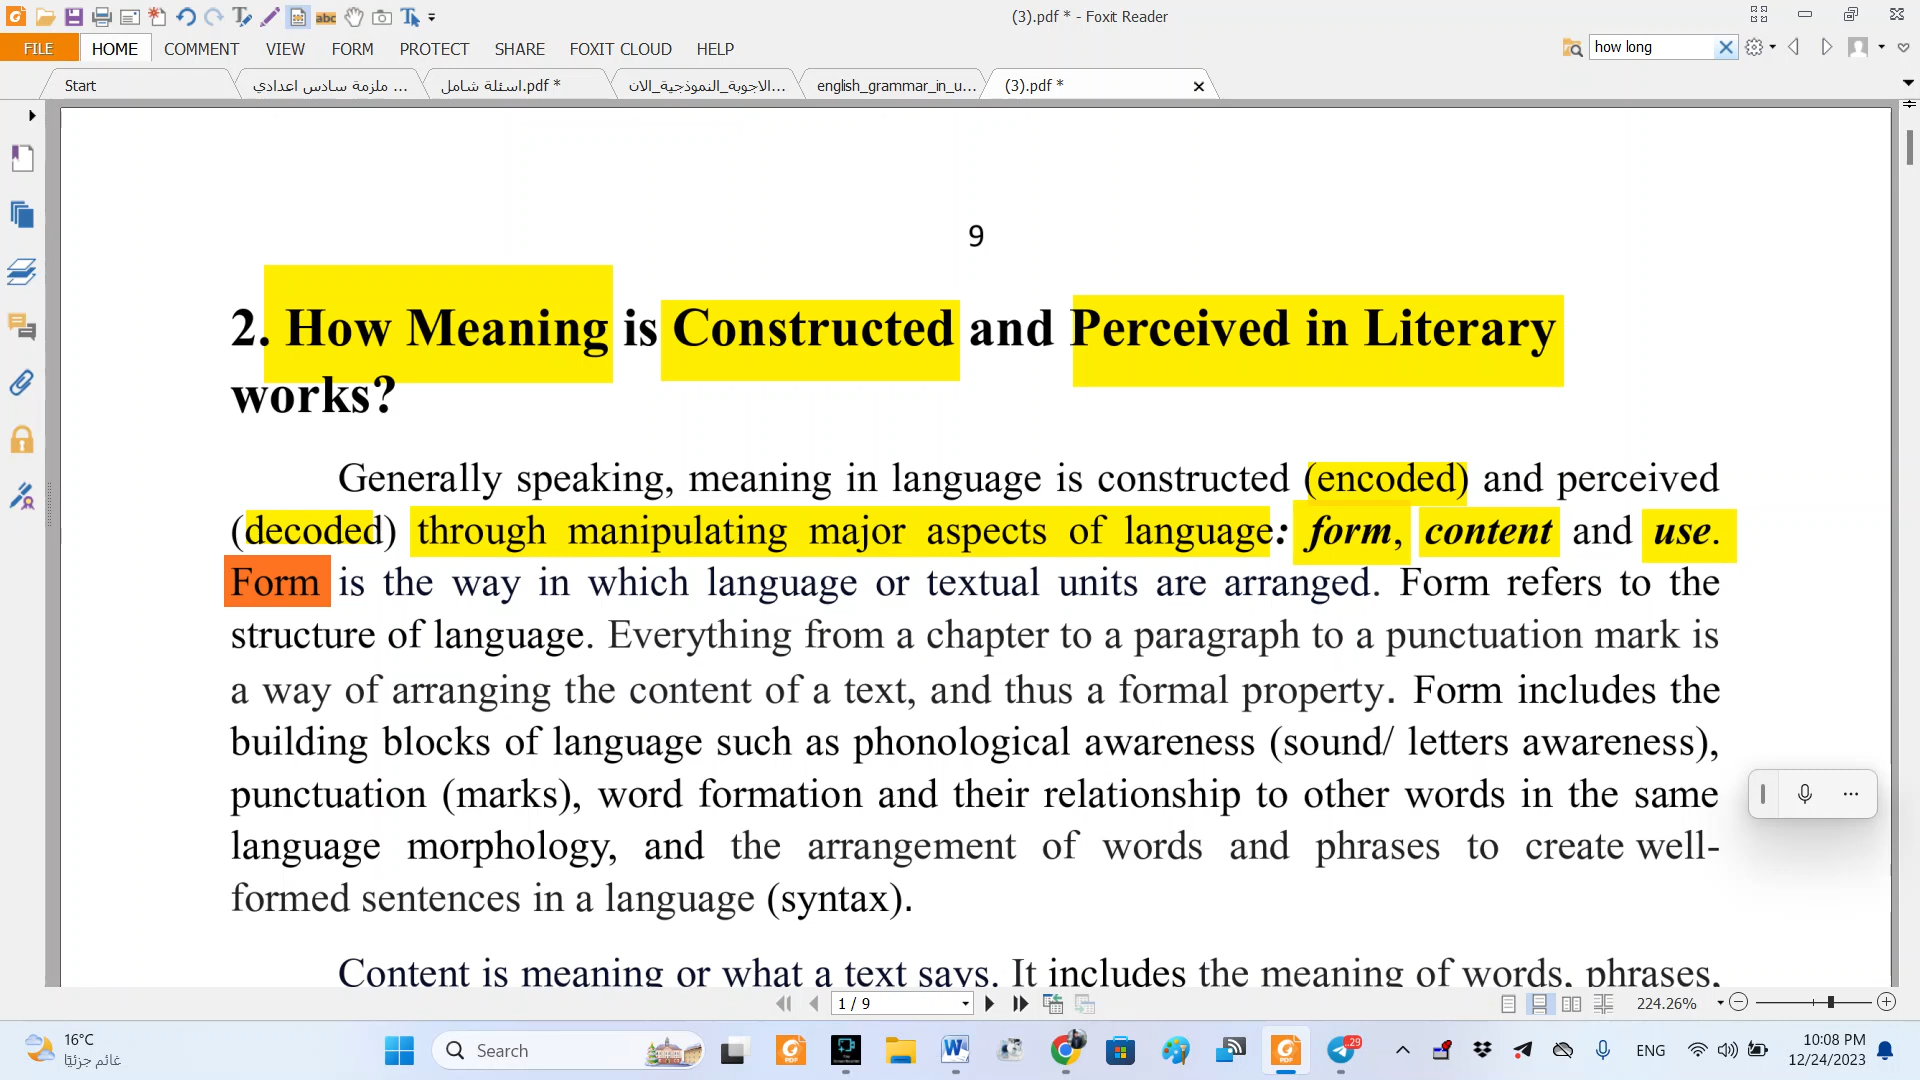 (3).pdf * - Foxit Reader
FILE HOME COMMENT VIEW FORM PROTECT SHARE FOXIT CLOUD HELP
how long
Start
ملزمة سادس اعدادي ...
اسئلة شامل.pdf *
الاجوبة_النموذجية_الان...
english_grammar_in_u...
(3).pdf *
9
2. How Meaning is Constructed and Perceived in Literary
works?
Generally speaking, meaning in language is constructed (encoded) and perceived
(decoded) through manipulating major aspects of language: form, content and use.
Form is the way in which language or textual units are arranged. Form refers to the
structure of language. Everything from a chapter to a paragraph to a punctuation mark is
a way of arranging the content of a text, and thus a formal property. Form includes the
building blocks of language such as phonological awareness (sound/ letters awareness),
punctuation (marks), word formation and their relationship to other words in the same
language morphology, and the arrangement of words and phrases to create well-
formed sentences in a language (syntax).
Content is meaning or what a text says. It includes the meaning of words, phrases,
1 / 9
224.26%
16°C
غائم جزئيًا
Search
29
ENG
10:08 PM
12/24/2023